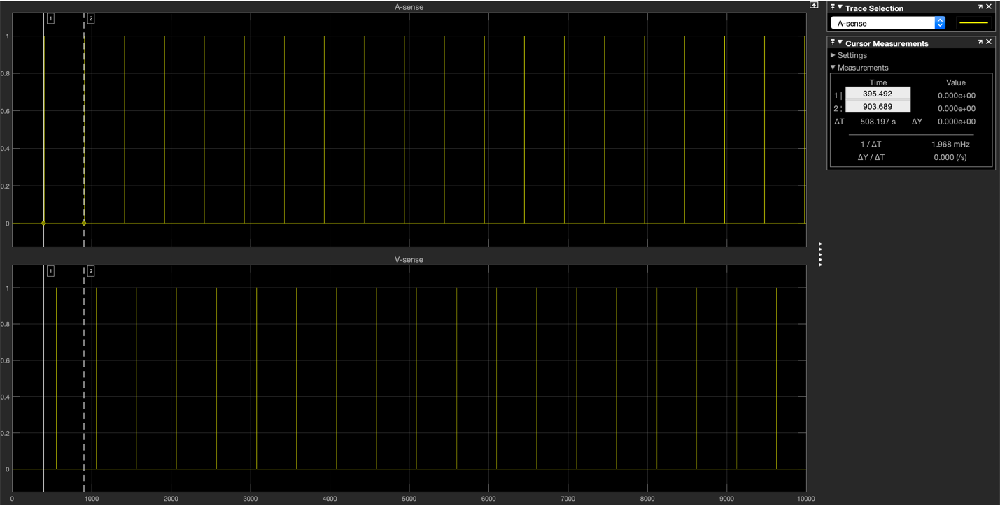 A-sense
1
2
1
0.8
0.6
0.4
0.2
0
V-sense
1
2
1
0.8
0.6
0.4
0.2
0
0 1000 2000 3000 4000 5000 6000 7000 8000 9000 10000
Trace Selection
A-sense
Cursor Measurements
Settings
Measurements
Time Value
1 | 395.492 0.000e+00
2 ¦ 903.689 0.000e+00
ΔT 508.197 s ΔY 0.000e+00
1 / ΔT 1.968 mHz
ΔY / ΔT 0.000 (/s)